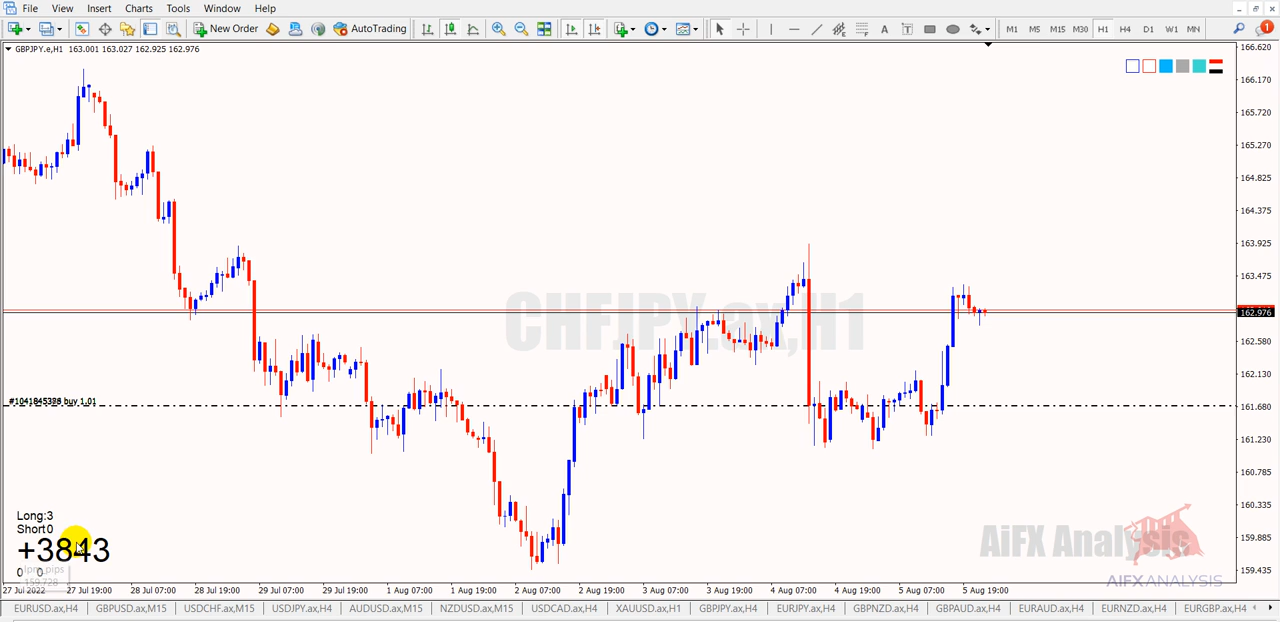 File View Insert Charts Tools Window Help
New Order AutoTrading A T M1 M5 M15 M30 H1 H4 D1 W1 MN 1
GBPJPY.e,H1 163.001 163.027 162.925 162.976
166.620
166.170
165.720
165.270
164.825
164.375
163.925
163.475
162.976
162.580
162.130
161.680
161.230
160.785
160.335
159.885
159.435
CHFJPY.ax,H1
buy 1.01
Long:3
Short0
+3843
0 0
lpm_pips
159.728
AiFX Analysis
AIFXANALYSIS
27 Jul 2022 27 Jul 19:00 28 Jul 07:00 28 Jul 19:00 29 Jul 07:00 29 Jul 19:00 1 Aug 07:00 1 Aug 19:00 2 Aug 07:00 2 Aug 19:00 3 Aug 07:00 3 Aug 19:00 4 Aug 07:00 4 Aug 19:00 5 Aug 07:00 5 Aug 19:00
EURUSD.ax,H4 GBPUSD.ax,M15 USDCHF.ax,M15 USDJPY.ax,H4 AUDUSD.ax,M15 NZDUSD.ax,M15 USDCAD.ax,H4 XAUUSD.ax,H1 GBPJPY.ax,H4 EURJPY.ax,H4 GBPNZD.ax,H4 GBPAUD.ax,H4 EURAUD.ax,H4 EURNZD.ax,H4 EURGBP.ax,H4